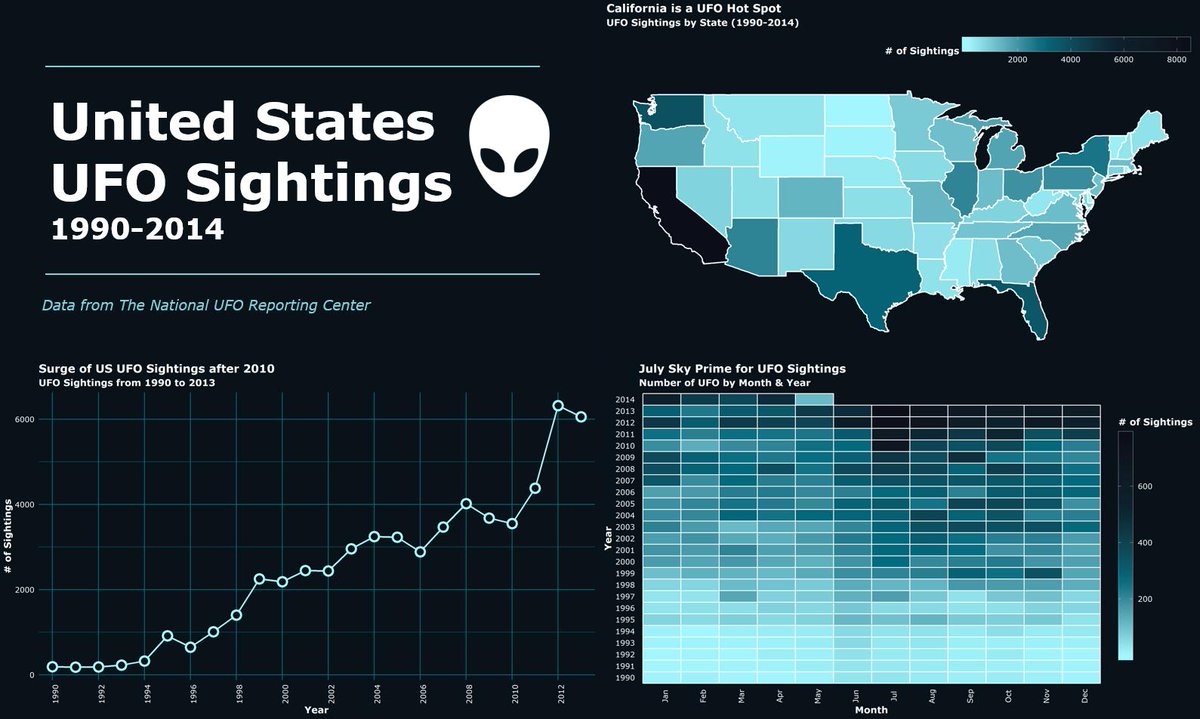 United States
UFO Sightings
1990-2014
Data from The National UFO Reporting Center
California is a UFO Hot Spot
UFO Sightings by State (1990-2014)
# of Sightings
2000 4000 6000 8000
Surge of US UFO Sightings after 2010
UFO Sightings from 1990 to 2013
# of Sightings
6000
4000
2000
0
1990 1992 1994 1996 1998 2000 2002 2004 2006 2008 2010 2012
Year
July Sky Prime for UFO Sightings
Number of UFO by Month & Year
Year
2014
2013
2012
2011
2010
2009
2008
2007
2006
2005
2004
2003
2002
2001
2000
1999
1998
1997
1996
1995
1994
1993
1992
1991
1990
Jan Feb Mar Apr May Jun Jul Aug Sep Oct Nov Dec
Month
# of Sightings
600
400
200